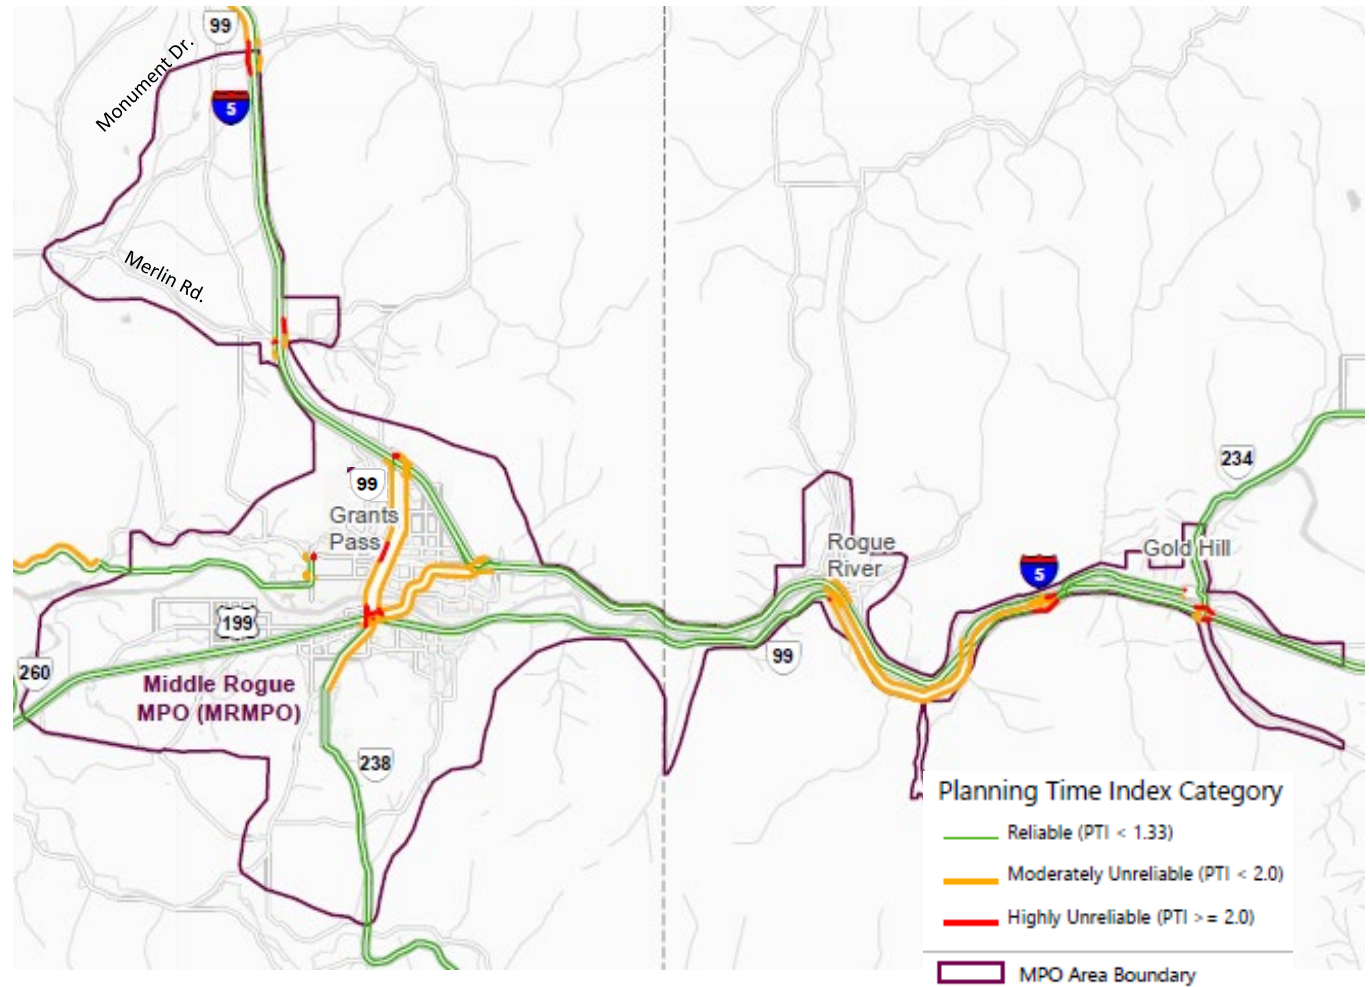 99
Monument Dr.
5
Merlin Rd.
234
99
Grants
Pass
Rogue
River
Gold Hill
5
199
99
260
Middle Rogue
MPO (MRMPO)
238
Planning Time Index Category
Reliable (PTI < 1.33)
Moderately Unreliable (PTI < 2.0)
Highly Unreliable (PTI >= 2.0)
MPO Area Boundary